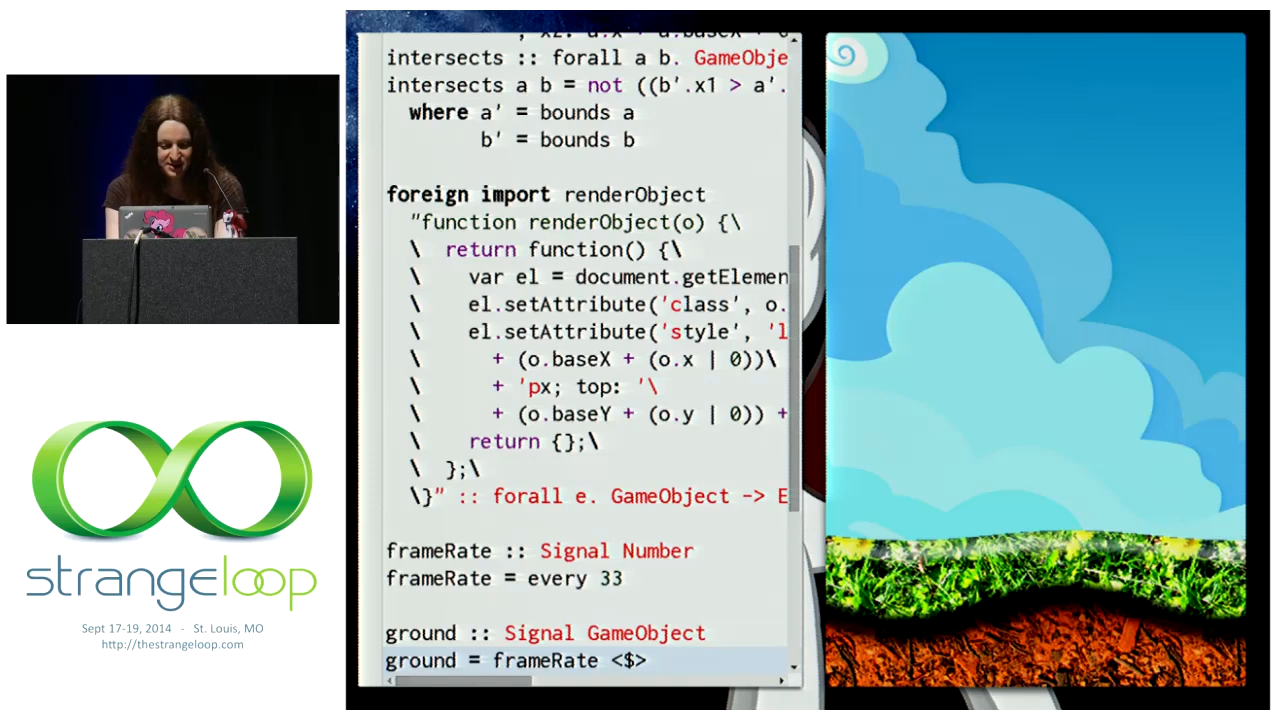 intersects :: forall a b. GameObje
intersects a b = not ((b'.x1 > a'.
where a' = bounds a
b' = bounds b
foreign import renderObject
"function renderObject(o) {\
\ return function() {\
\ var el = document.getElemen
\ el.setAttribute('class', o.
\ el.setAttribute('style', 'l
\ + (o.baseX + (o.x | 0))\
\ + 'px; top: '\
\ + (o.baseY + (o.y | 0)) +
\ return {};\
\ };\
\}" :: forall e. GameObject -> E
frameRate :: Signal Number
frameRate = every 33
ground :: Signal GameObject
ground = frameRate <$>
strangeloop
Sept 17-19, 2014 - St. Louis, MO
http://thestrangeloop.com